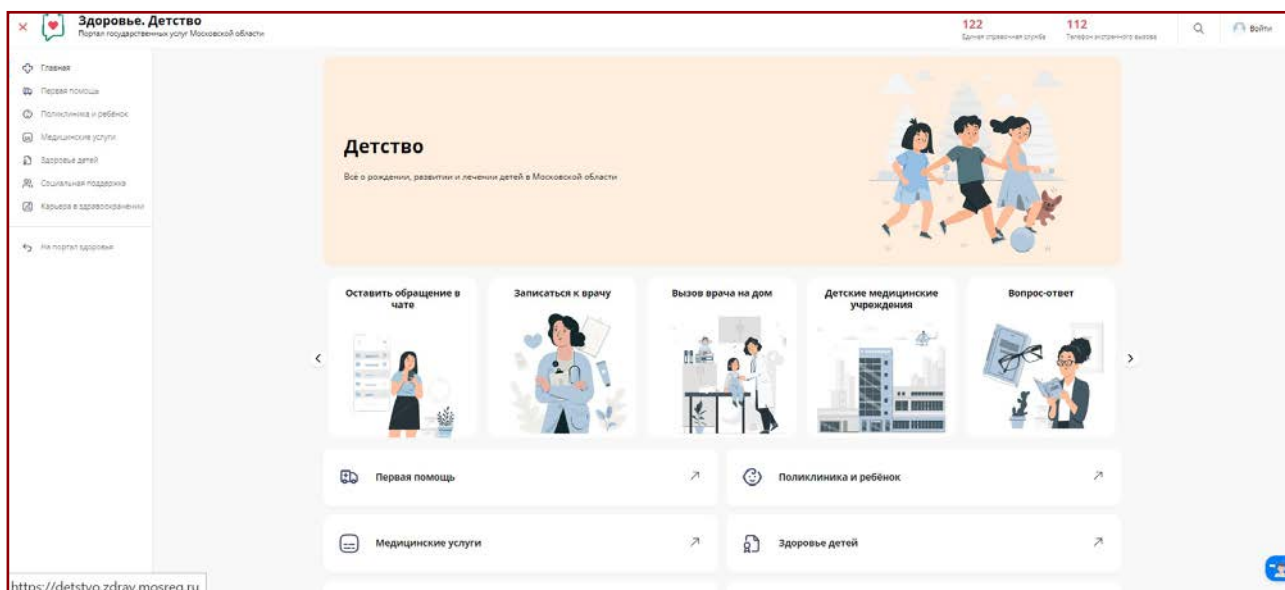 Здоровье. Детство
Портал государственных услуг Московской области
122
Единая справочная служба
112
Телефон экстренного вызова
Войти
Главная
Первая помощь
Поликлиника и ребёнок
Медицинские услуги
Здоровье детей
Социальная поддержка
Карьера в здравоохранении
На портал здоровья
Детство
Всё о рождении, развитии и лечении детей в Московской области
Оставить обращение в
чате
Записаться к врачу
Вызов врача на дом
Детские медицинские
учреждения
Вопрос-ответ
Первая помощь
Поликлиника и ребёнок
Медицинские услуги
Здоровье детей
https://detstvo.zdrav.mosreg.ru